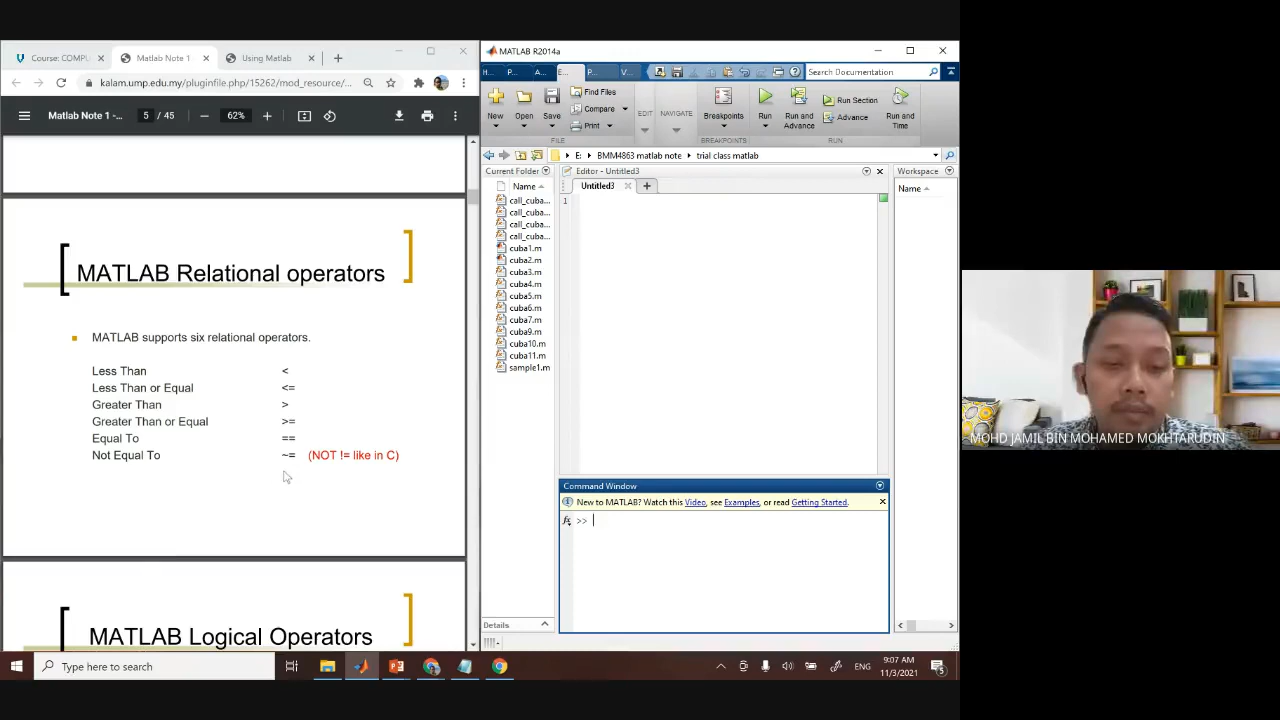 Course: COMPU
Matlab Note 1
Using Matlab
kalam.ump.edu.my/pluginfile.php/15262/mod_resource/...
Matlab Note 1 -...
5 / 45
62%
MATLAB Relational operators
MATLAB supports six relational operators.
Less Than <
Less Than or Equal <=
Greater Than >
Greater Than or Equal >=
Equal To ==
Not Equal To ~= (NOT != like in C)
MATLAB Logical Operators
MATLAB R2014a
H... P... A... E... P... V...
Search Documentation
New
Open
Save
Find Files
Compare
Print
FILE
EDIT
NAVIGATE
Breakpoints
BREAKPOINTS
Run
Run and
Advance
Run Section
Advance
Run and
Time
RUN
E: BMM4863 matlab note trial class matlab
Current Folder
Name
call_cuba...
call_cuba...
call_cuba...
call_cuba...
cuba1.m
cuba2.m
cuba3.m
cuba4.m
cuba5.m
cuba6.m
cuba7.m
cuba9.m
cuba10.m
cuba11.m
sample1.m
Details
Editor - Untitled3
Untitled3
1
Workspace
Name
Command Window
New to MATLAB? Watch this Video, see Examples, or read Getting Started.
fx >>
MOHD JAMIL BIN MOHAMED MOKHTARUDIN
Type here to search
ENG
9:07 AM
11/3/2021
5